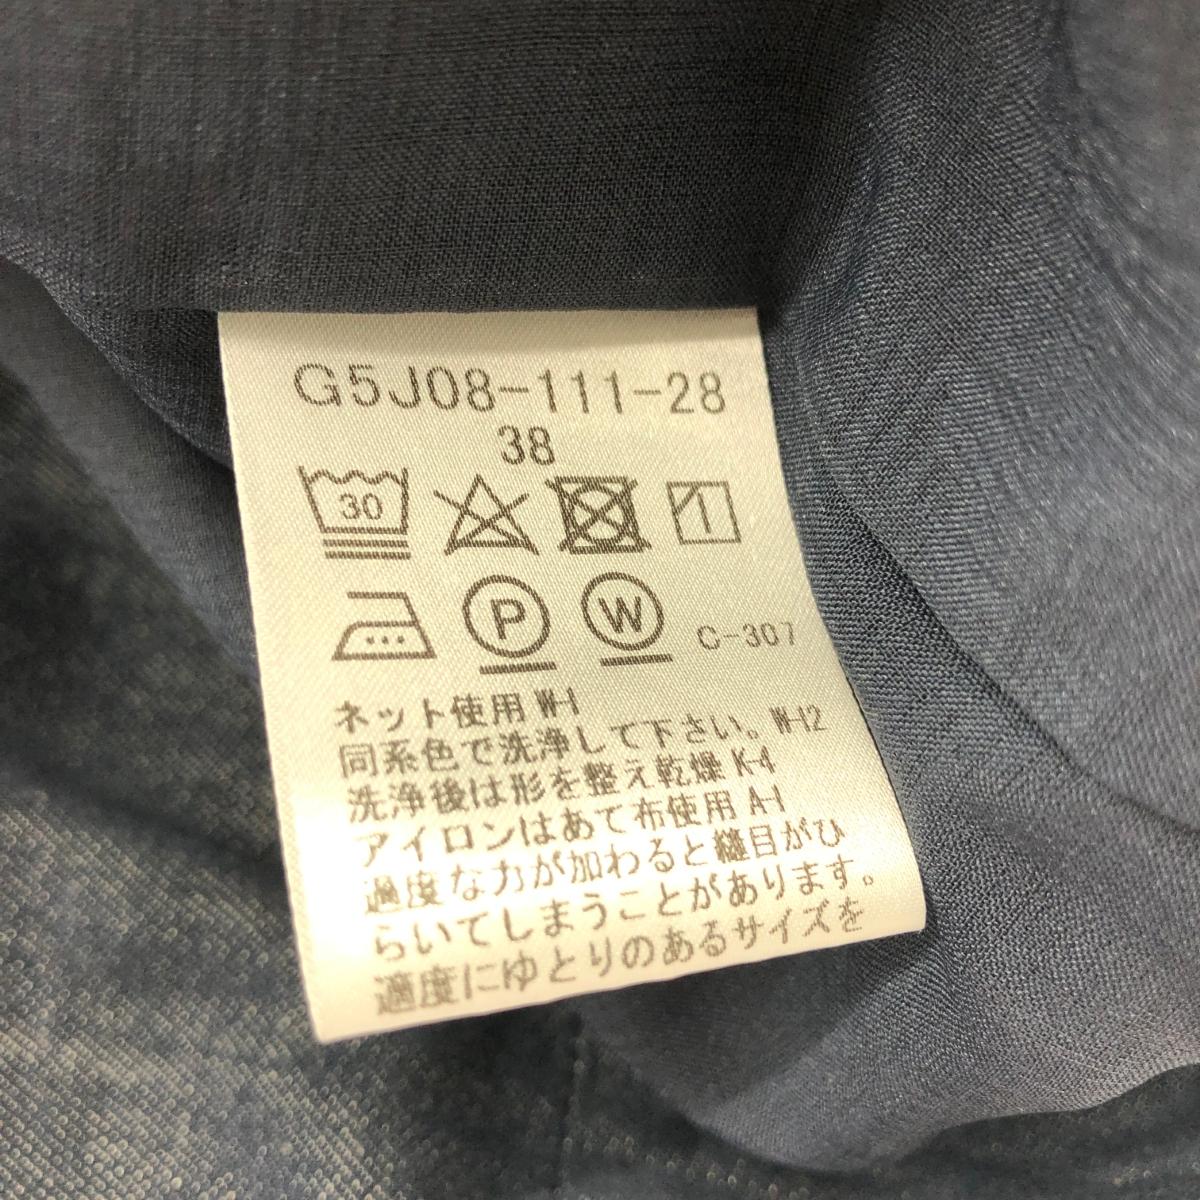 G5J08-111-28
38
30
P W C-307
ネット使用 W-1
同系色で洗浄して下さい。W-12
洗浄後は形を整え乾燥 K-4
アイロンはあて布使用 A-1
過度な力が加わると縫目がひ
らいてしまうことがあります。
適度にゆとりのあるサイズを